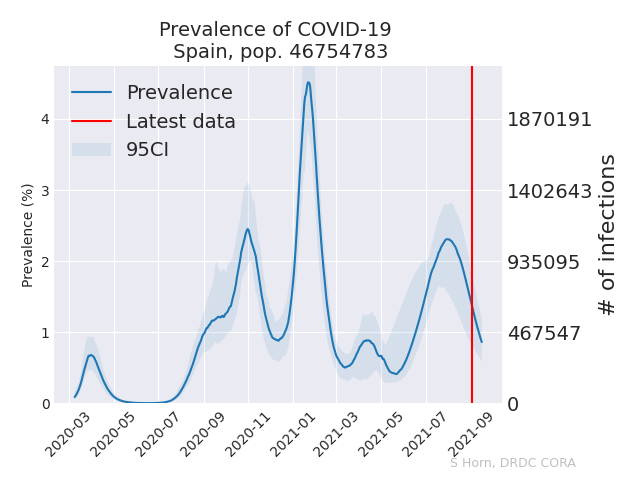 Prevalence of COVID-19
Spain, pop. 46754783
Prevalence
Latest data
95CI
Prevalence (%)
4
3
2
1
0
1870191
1402643
935095
467547
0
# of infections
2020-03
2020-05
2020-07
2020-09
2020-11
2021-01
2021-03
2021-05
2021-07
2021-09
S Horn, DRDC CORA